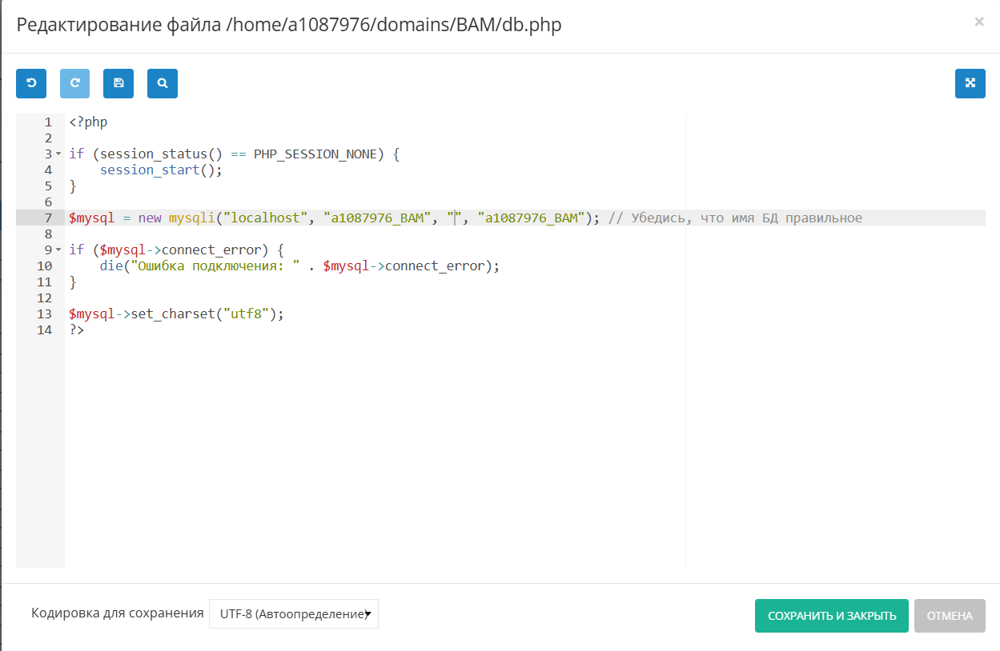 Редактирование файла /home/a1087976/domains/BAM/db.php
×
1 <?php
2
3 if (session_status() == PHP_SESSION_NONE) {
4     session_start();
5 }
6
7 $mysql = new mysqli("localhost", "a1087976_BAM", "", "a1087976_BAM"); // Убедись, что имя БД правильное
8
9 if ($mysql->connect_error) {
10     die("Ошибка подключения: " . $mysql->connect_error);
11 }
12
13 $mysql->set_charset("utf8");
14 ?>
Кодировка для сохранения UTF-8 (Автоопределение) СОХРАНИТЬ И ЗАКРЫТЬ ОТМЕНА